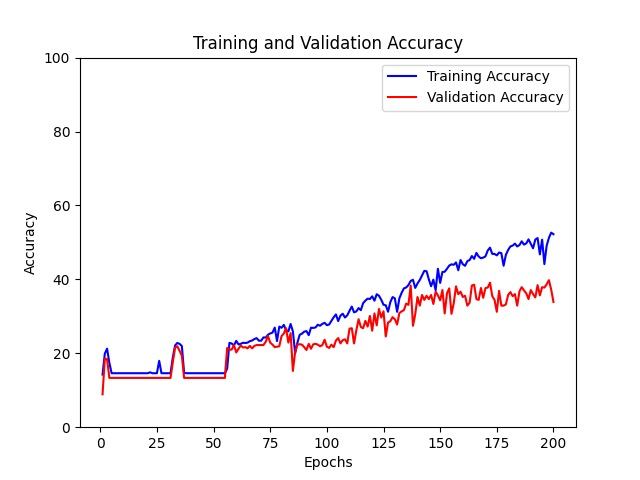 Training and Validation Accuracy
100
80
60
40
20
0
Accuracy
Training Accuracy
Validation Accuracy
0 25 50 75 100 125 150 175 200
Epochs